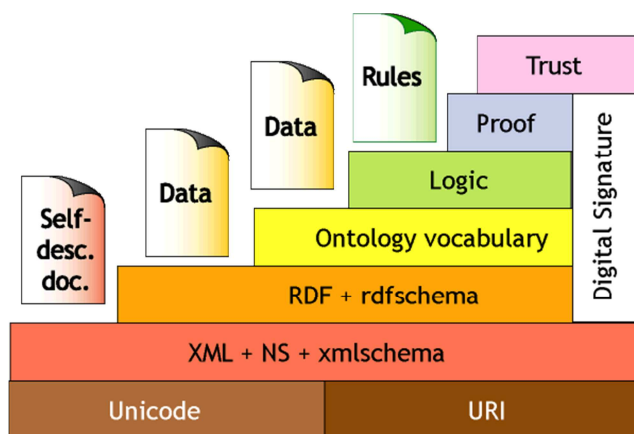 Rules
Trust
Data
Proof
Data
Logic
Self-
desc.
doc.
Ontology vocabulary
Digital Signature
RDF + rdfschema
XML + NS + xmlschema
Unicode
URI